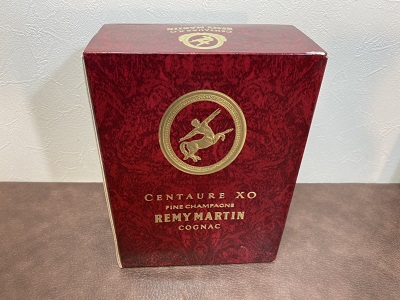 CENTAURE XO
FINE CHAMPAGNE
REMY MARTIN
COGNAC